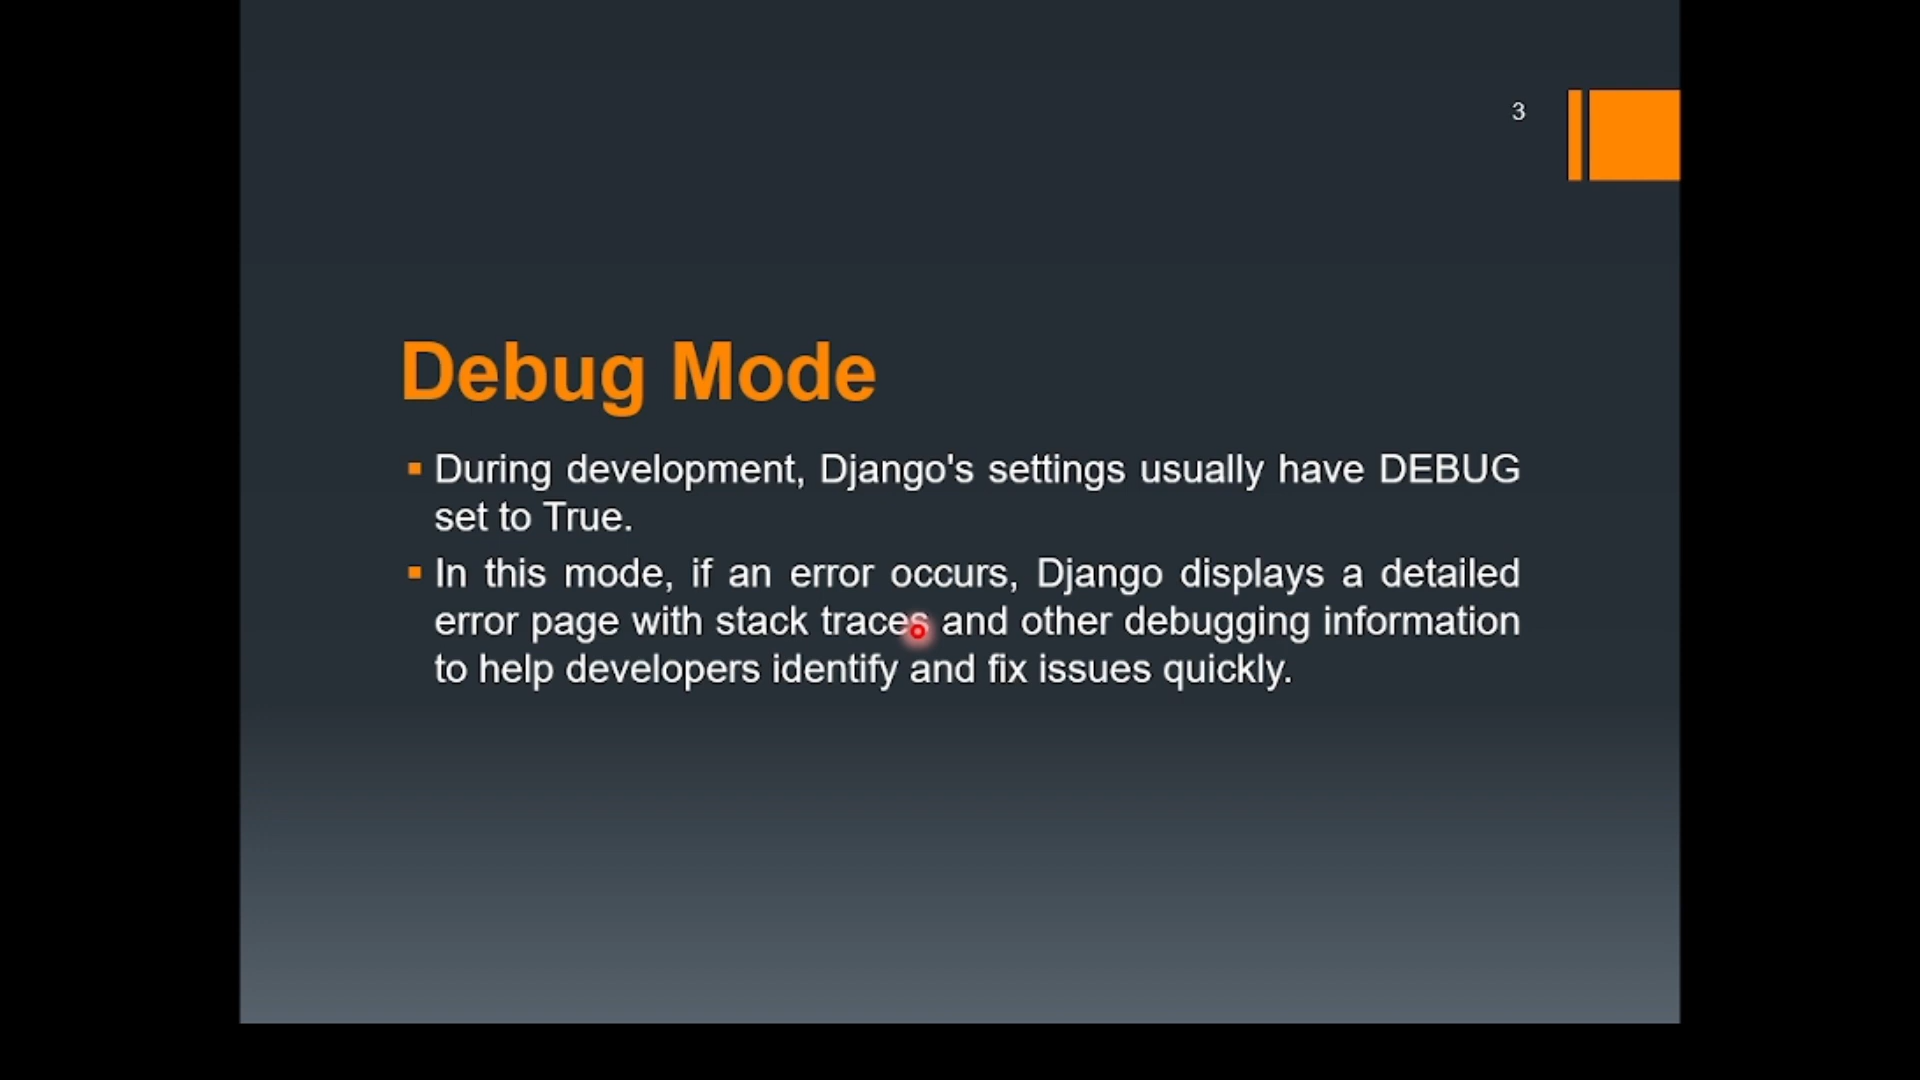 3
Debug Mode
During development, Django's settings usually have DEBUG
set to True.
In this mode, if an error occurs, Django displays a detailed
error page with stack traces and other debugging information
to help developers identify and fix issues quickly.